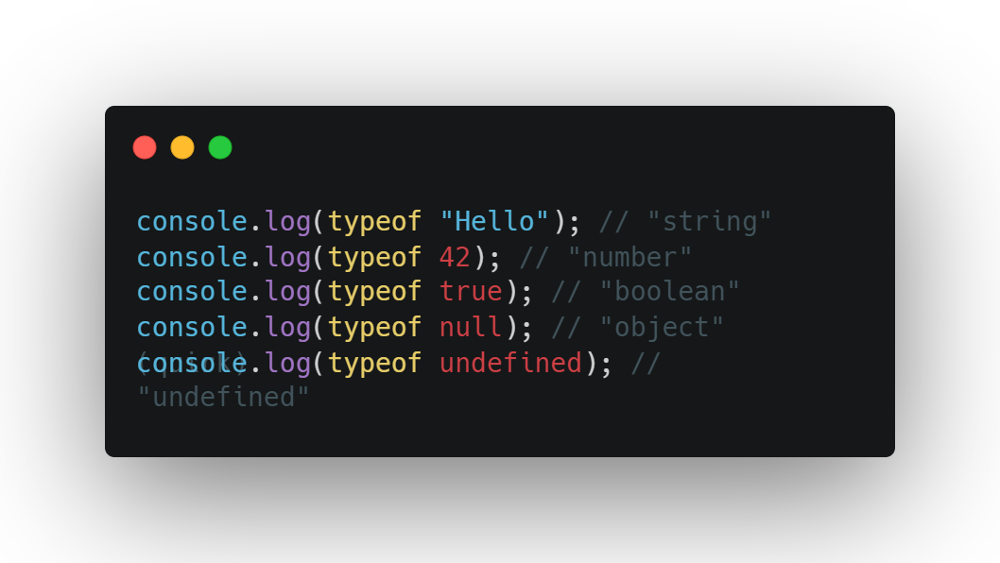 console.log(typeof "Hello"); // "string"
console.log(typeof 42); // "number"
console.log(typeof true); // "boolean"
console.log(typeof null); // "object"
(quirk)
console.log(typeof undefined); //
"undefined"